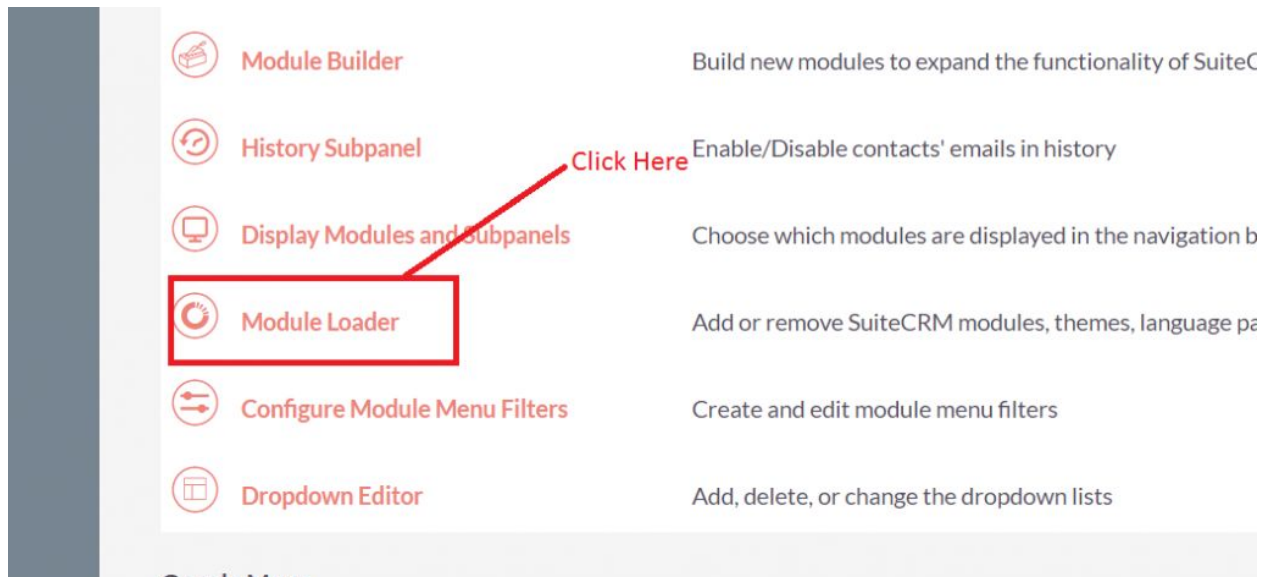 Module Builder Build new modules to expand the functionality of SuiteC
History Subpanel Enable/Disable contacts' emails in history
Click Here
Display Modules and Subpanels Choose which modules are displayed in the navigation b
Module Loader Add or remove SuiteCRM modules, themes, language pa
Configure Module Menu Filters Create and edit module menu filters
Dropdown Editor Add, delete, or change the dropdown lists